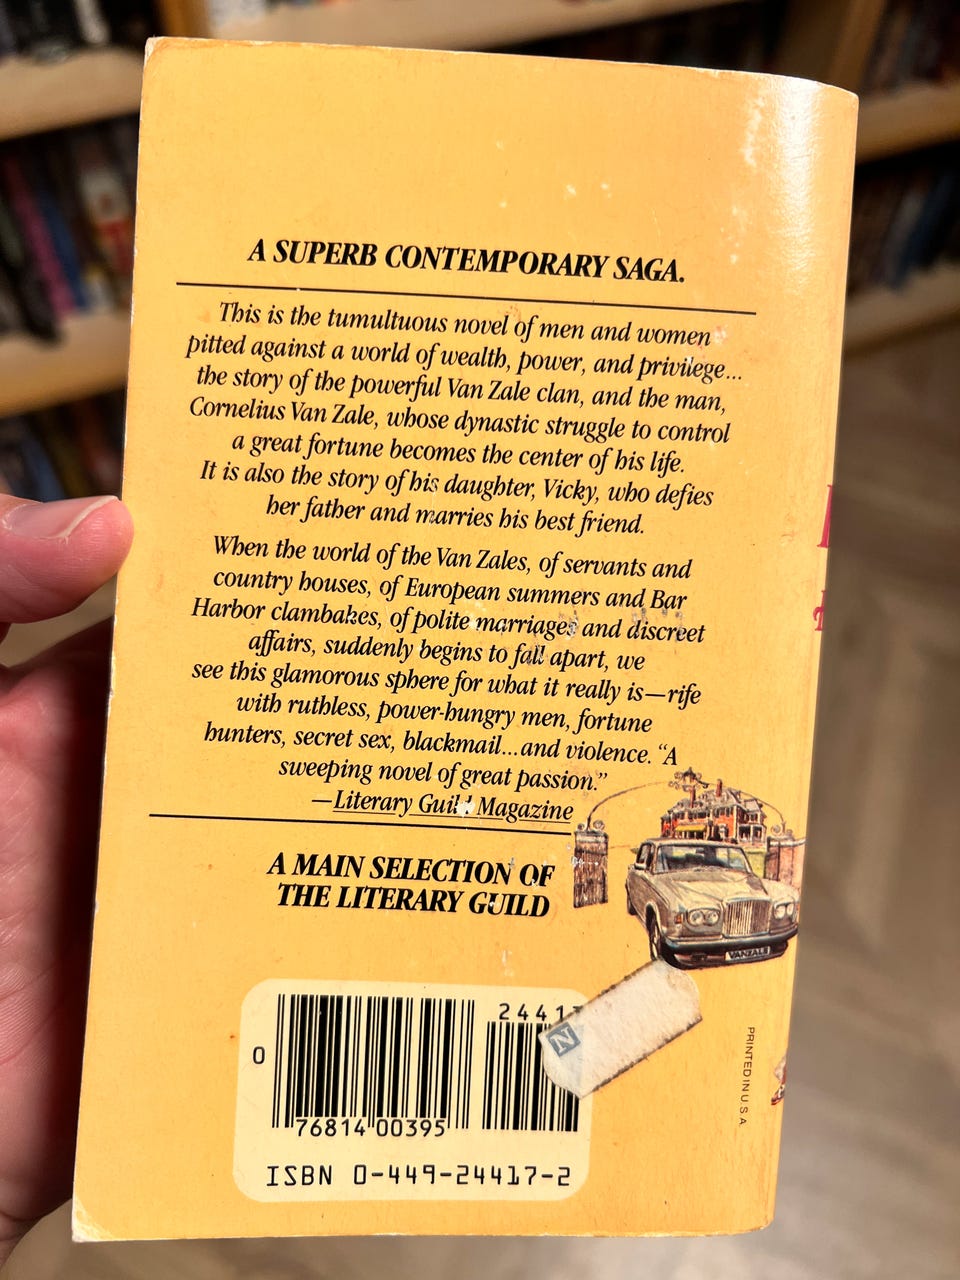 A SUPERB CONTEMPORARY SAGA.
This is the tumultuous novel of men and women
pitted against a world of wealth, power, and privilege...
the story of the powerful Van Zale clan, and the man,
Cornelius Van Zale, whose dynastic struggle to control
a great fortune becomes the center of his life.
It is also the story of his daughter, Vicky, who defies
her father and marries his best friend.
When the world of the Van Zales, of servants and
country houses, of European summers and Bar
Harbor clambakes, of polite marriages and discreet
affairs, suddenly begins to fall apart, we
see this glamorous sphere for what it really is—rife
with ruthless, power-hungry men, fortune
hunters, secret sex, blackmail...and violence. “A
sweeping novel of great passion.”
—Literary Guild Magazine
A MAIN SELECTION OF
THE LITERARY GUILD
VANZALE
N
2441
0
76814 00395
ISBN 0-449-24417-2
PRINTED IN U.S.A.